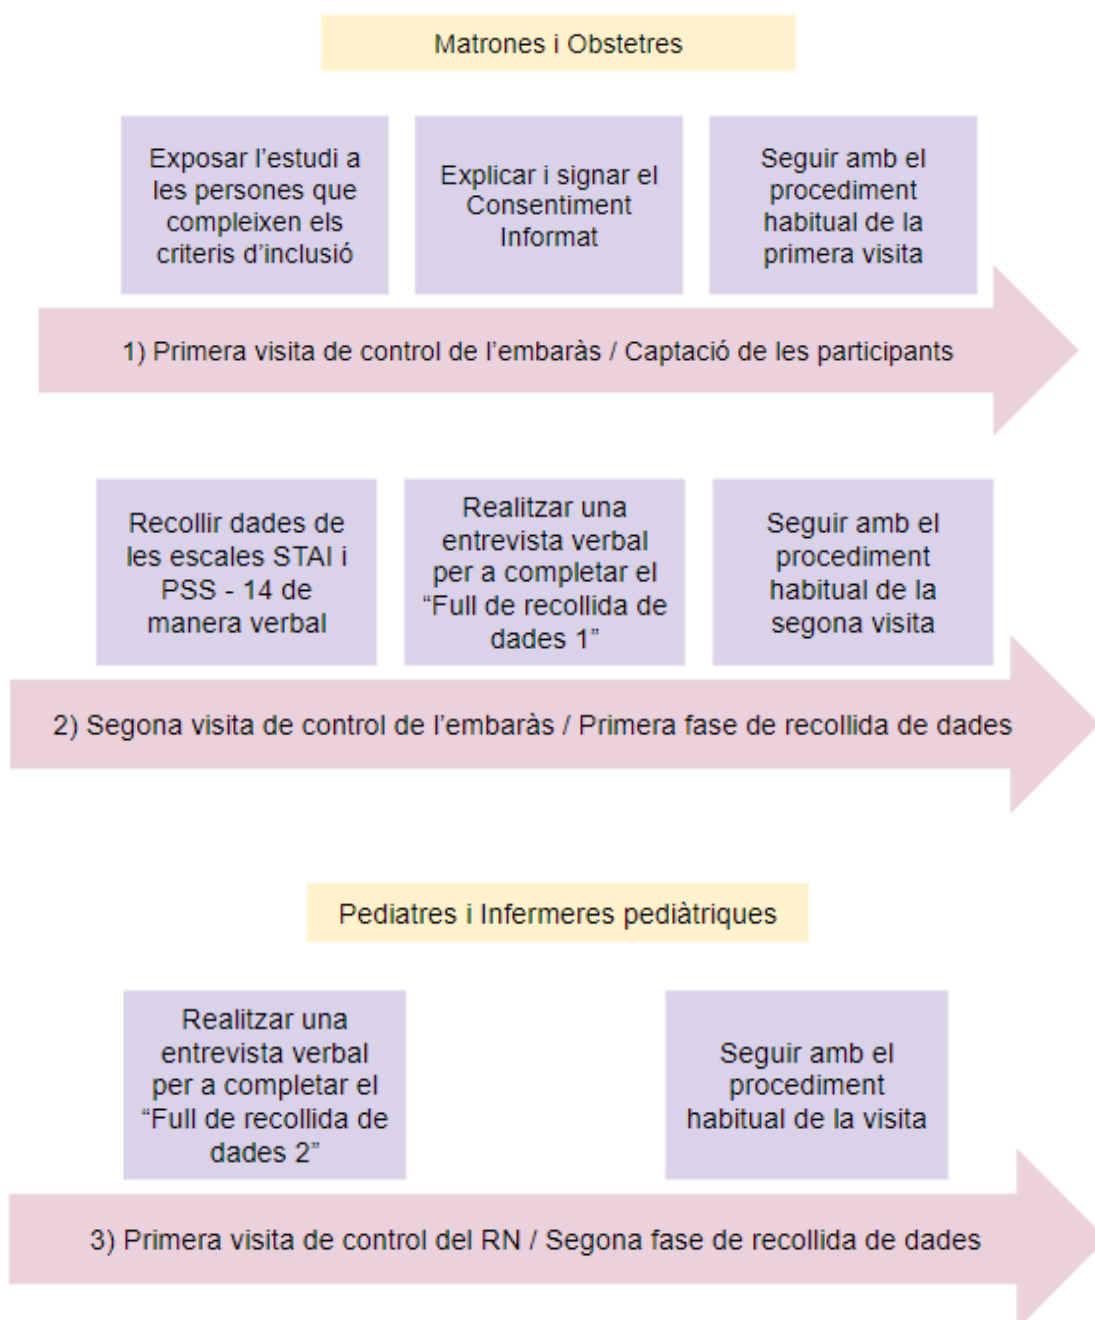 Matrones i Obstetres
Exposar l’estudi a
les persones que
compleixen els
criteris d’inclusió
Explicar i signar el
Consentiment
Informat
Seguir amb el
procediment
habitual de la
primera visita
1) Primera visita de control de l’embaràs / Captació de les participants
Recollir dades de
les escales STAI i
PSS - 14 de
manera verbal
Realitzar una
entrevista verbal
per a completar el
“Full de recollida de
dades 1”
Seguir amb el
procediment
habitual de la
segona visita
2) Segona visita de control de l’embaràs / Primera fase de recollida de dades
Pediatres i Infermeres pediàtriques
Realitzar una
entrevista verbal
per a completar el
“Full de recollida de
dades 2”
Seguir amb el
procediment
habitual de la visita
3) Primera visita de control del RN / Segona fase de recollida de dades